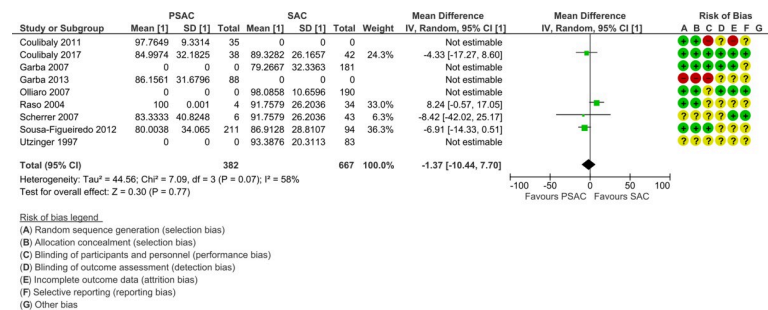 PSAC SAC Mean Difference Mean Difference Risk of Bias
Study or Subgroup Mean [1] SD [1] Total Mean [1] SD [1] Total Weight IV, Random, 95% CI [1] IV, Random, 95% CI [1] A B C D E F G
Coulibaly 2011 97.7649 9.3314 35 0 0 0 Not estimable
Coulibaly 2017 84.9974 32.1825 38 89.3282 26.1657 42 24.3% -4.33 [-17.27, 8.60]
Garba 2007 0 0 0 79.2667 32.3363 181 Not estimable
Garba 2013 86.1561 31.6796 88 0 0 0 Not estimable
Olliaro 2007 0 0 0 98.0858 10.6596 190 Not estimable
Raso 2004 100 0.001 4 91.7579 26.2036 34 33.0% 8.24 [-0.57, 17.05]
Scherrer 2007 83.3333 40.8248 6 91.7579 26.2036 43 6.3% -8.42 [-42.02, 25.17]
Sousa-Figueiredo 2012 80.0038 34.065 211 86.9128 28.8107 94 36.3% -6.91 [-14.33, 0.51]
Utzinger 1997 0 0 0 93.3876 20.3113 83 Not estimable
Total (95% CI) 382 667 100.0% -1.37 [-10.44, 7.70]
Heterogeneity: Tau² = 44.56; Chi² = 7.09, df = 3 (P = 0.07); I² = 58%
Test for overall effect: Z = 0.30 (P = 0.77)
-100 -50 0 50 100
Favours PSAC Favours SAC
Risk of bias legend
(A) Random sequence generation (selection bias)
(B) Allocation concealment (selection bias)
(C) Blinding of participants and personnel (performance bias)
(D) Blinding of outcome assessment (detection bias)
(E) Incomplete outcome data (attrition bias)
(F) Selective reporting (reporting bias)
(G) Other bias